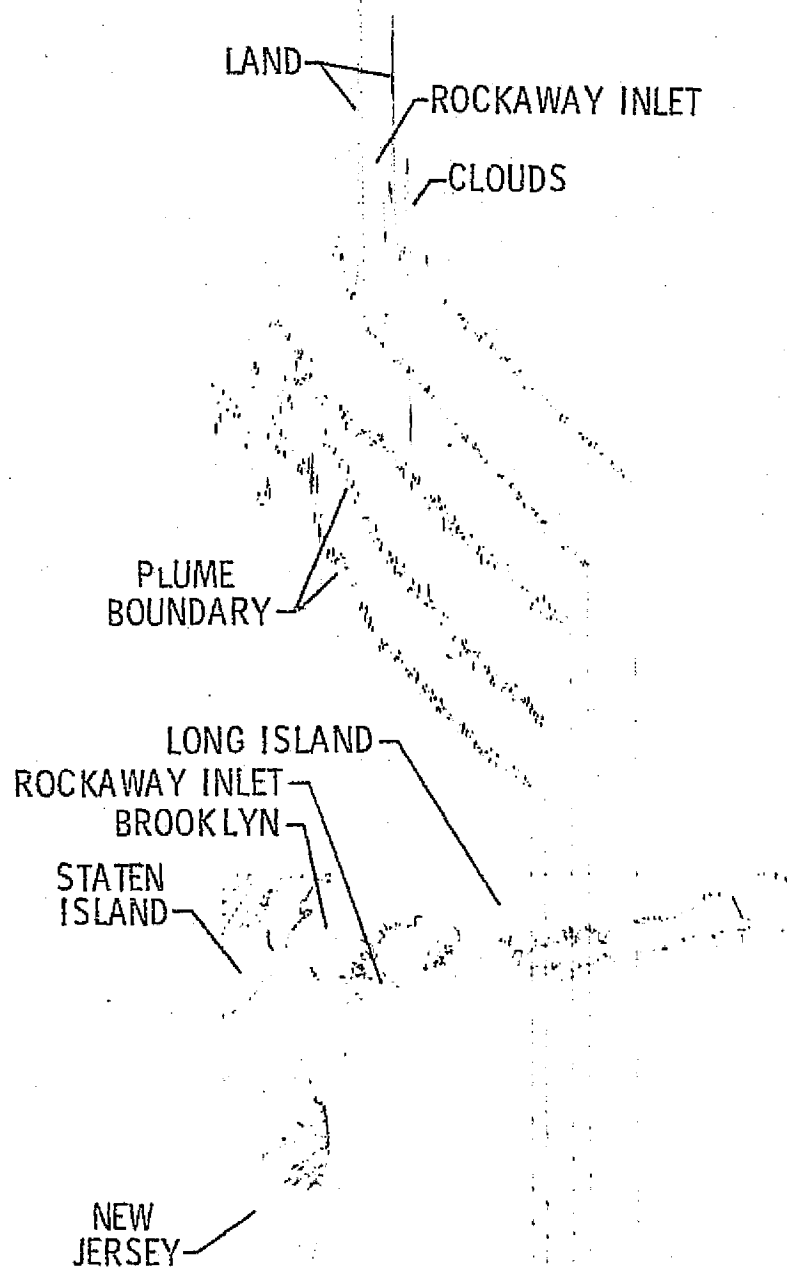 LAND
ROCKAWAY INLET
CLOUDS
PLUME
BOUNDARY
LONG ISLAND
ROCKAWAY INLET
BROOKLYN
STATEN
ISLAND
NEW
JERSEY